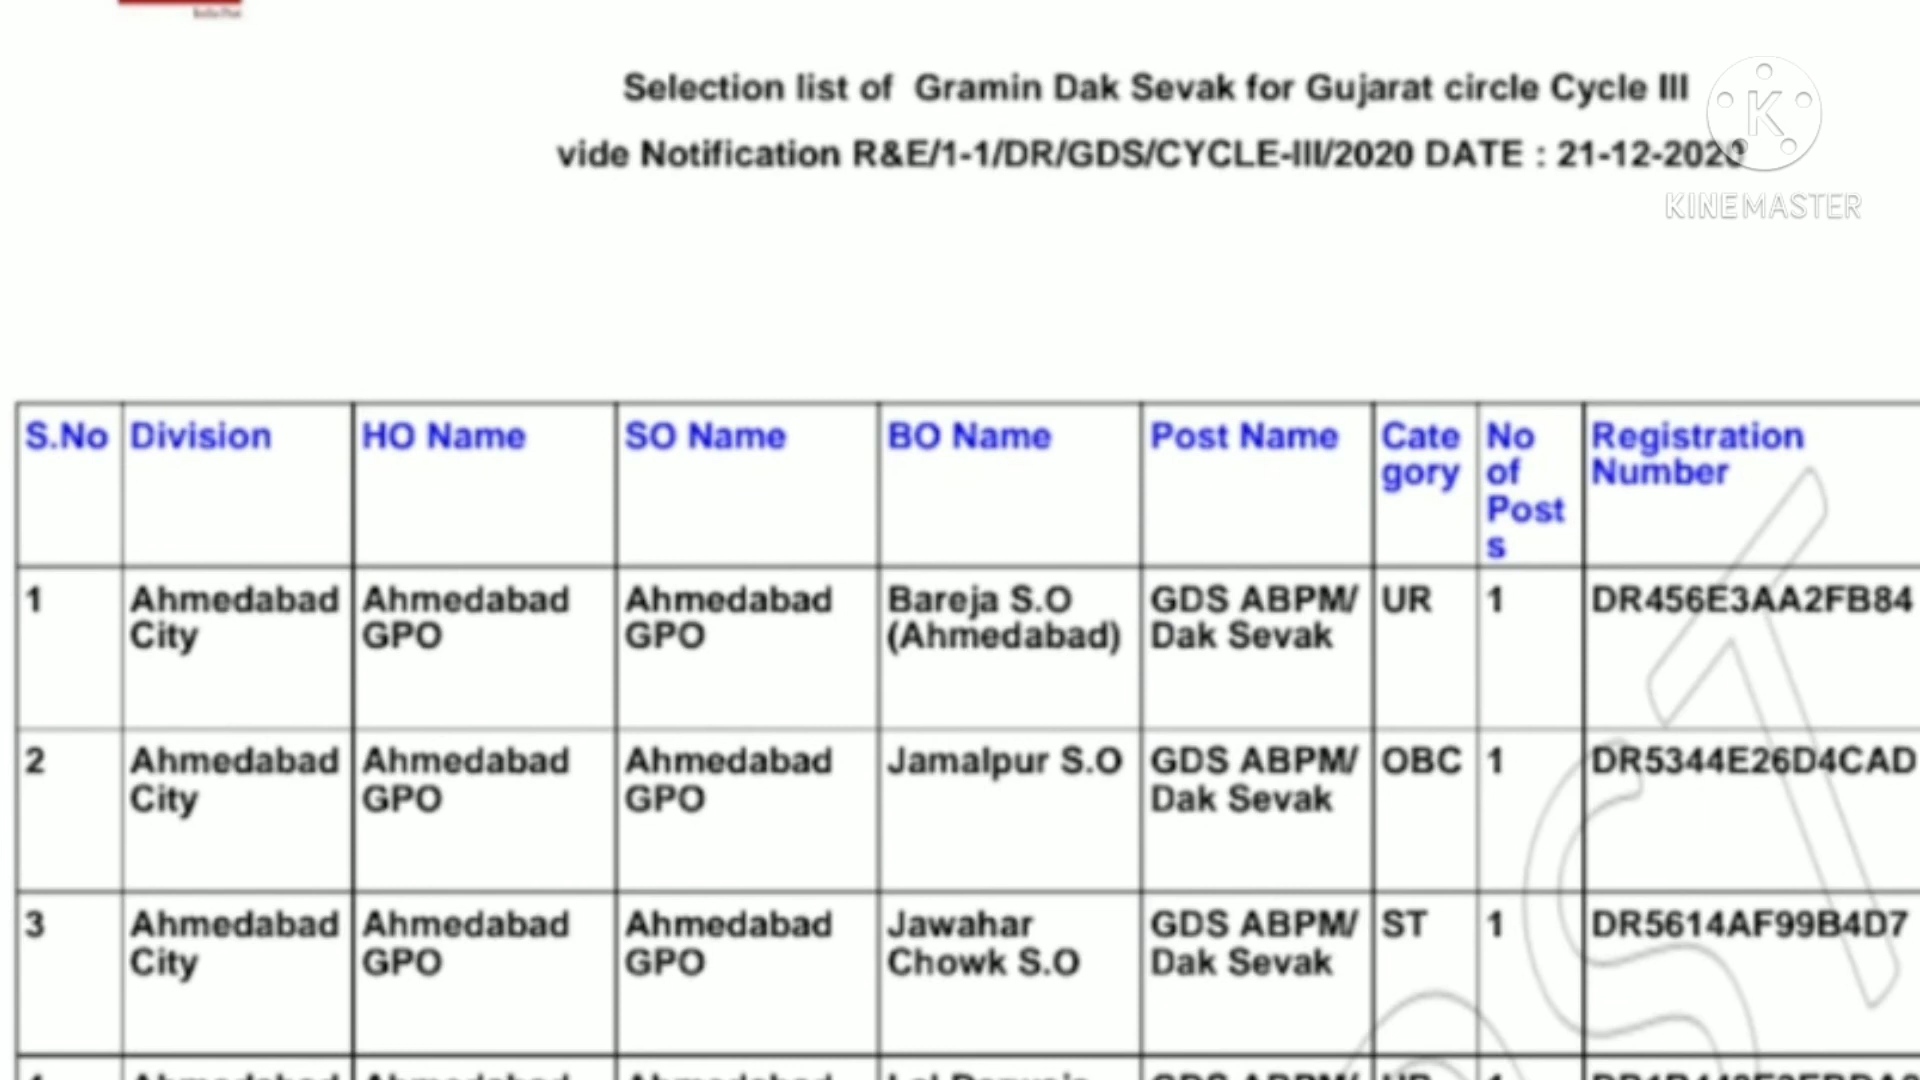 India Post
Selection list of Gramin Dak Sevak for Gujarat circle Cycle III
vide Notification R&E/1-1/DR/GDS/CYCLE-III/2020 DATE : 21-12-2020
K
KINEMASTER
S.No Division HO Name SO Name BO Name Post Name Cate No Registration
gory of Number
Post
s
1 Ahmedabad Ahmedabad Ahmedabad Bareja S.O GDS ABPM/ UR 1 DR456E3AA2FB84
City GPO GPO (Ahmedabad) Dak Sevak
2 Ahmedabad Ahmedabad Ahmedabad Jamalpur S.O GDS ABPM/ OBC 1 DR5344E26D4CAD
City GPO GPO Dak Sevak
3 Ahmedabad Ahmedabad Ahmedabad Jawahar GDS ABPM/ ST 1 DR5614AF99B4D7
City GPO GPO Chowk S.O Dak Sevak